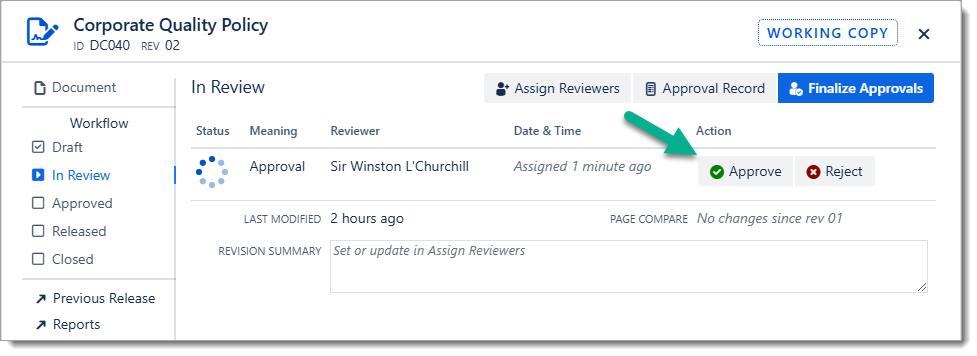 Corporate Quality Policy
ID DC040 REV 02
WORKING COPY
Document
Workflow
Draft
In Review
Approved
Released
Closed
Previous Release
Reports
In Review
Assign Reviewers
Approval Record
Finalize Approvals
Status Meaning Reviewer Date & Time Action
Approval Sir Winston L'Churchill Assigned 1 minute ago Approve Reject
LAST MODIFIED 2 hours ago PAGE COMPARE No changes since rev 01
REVISION SUMMARY Set or update in Assign Reviewers